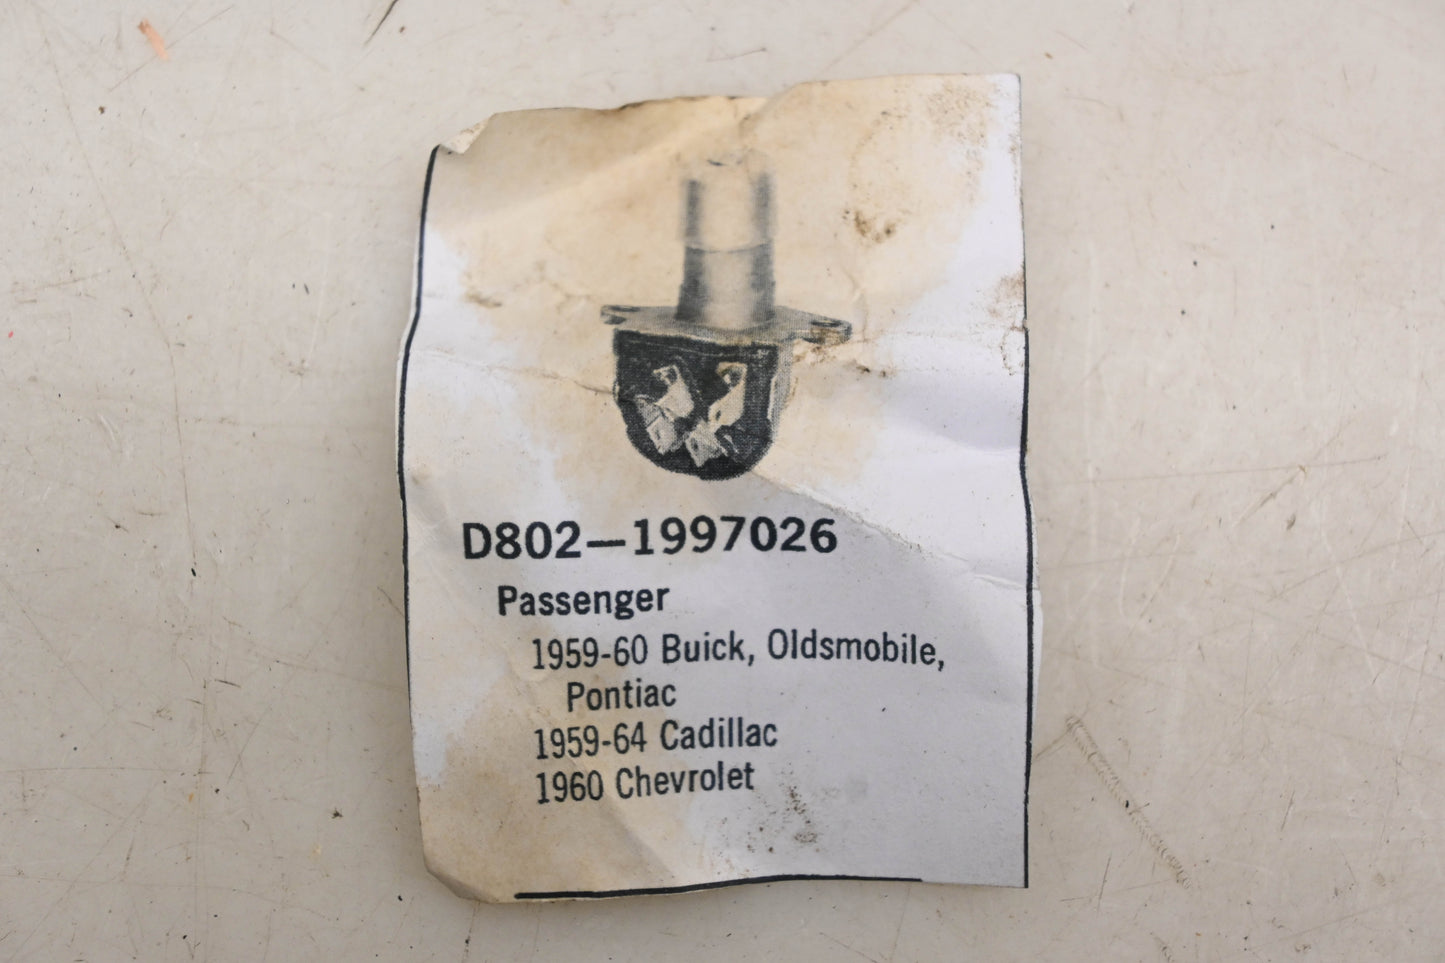 D802—1997026
Passenger
1959-60 Buick, Oldsmobile,
Pontiac
1959-64 Cadillac
1960 Chevrolet